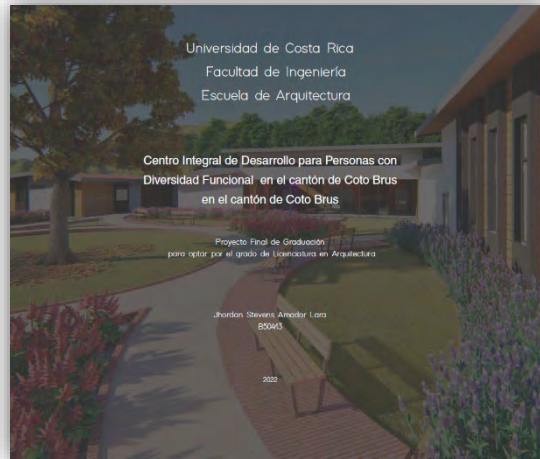 Universidad de Costa Rica
Facultad de Ingeniería
Escuela de Arquitectura
Centro Integral de Desarrollo para Personas con
Diversidad Funcional en el cantón de Coto Brus
en el cantón de Coto Brus
Proyecto Final de Graduación
para optar por el grado de Licenciatura en Arquitectura
Jhordan Stevens Amador Lara
B50413
2022